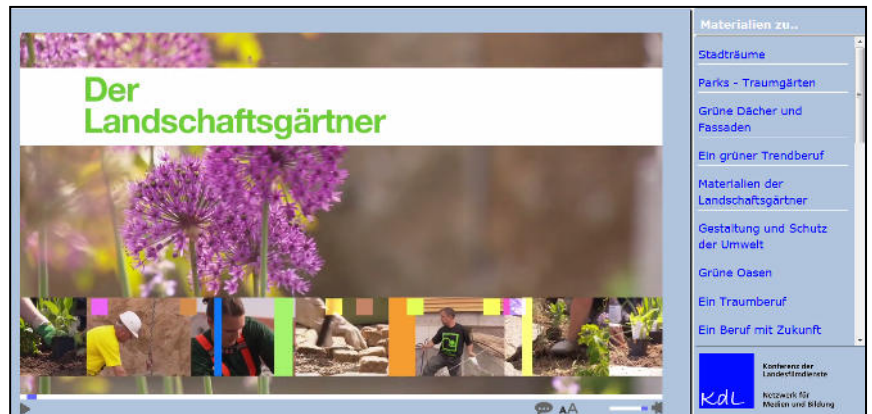 Der
Landschaftsgärtner
AA
Materialien zu..
Stadträume
Parks - Traumgärten
Grüne Dächer und
Fassaden
Ein grüner Trendberuf
Materialien der
Landschaftsgärtner
Gestaltung und Schutz
der Umwelt
Grüne Oasen
Ein Traumberuf
Ein Beruf mit Zukunft
KdL
Konferenz der
Landesfilmdienste
Netzwerk für
Medien und Bildung